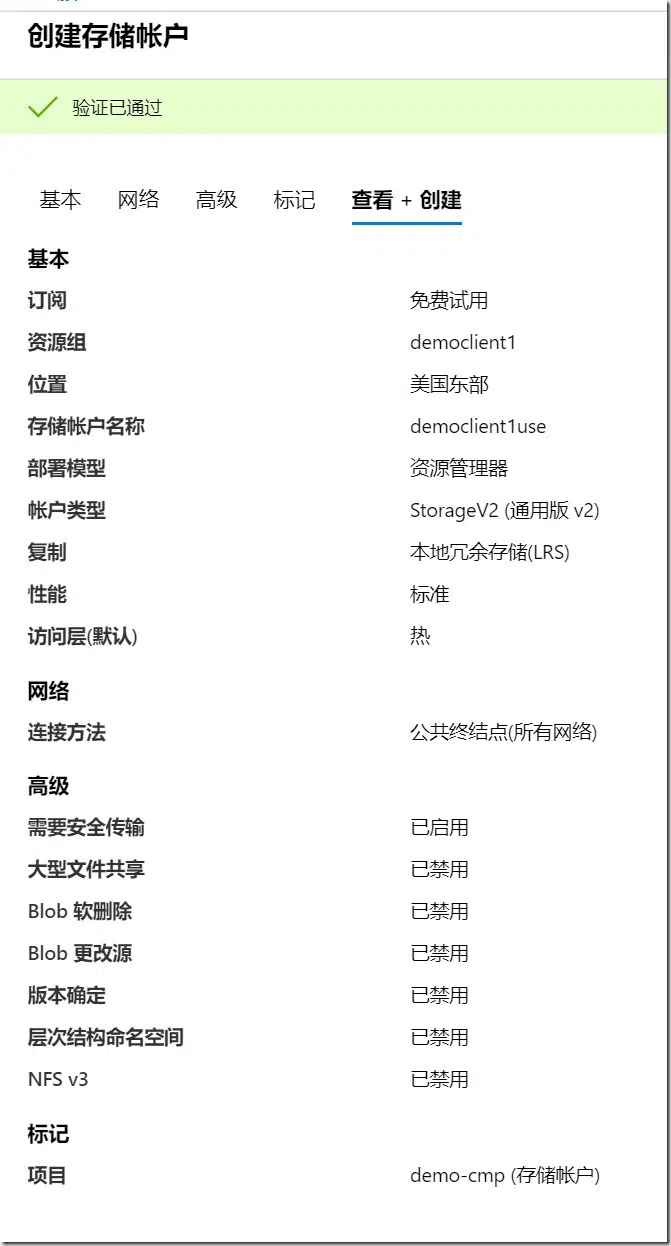 创建存储帐户
验证已通过
基本 网络 高级 标记 查看 + 创建
基本
订阅 免费试用
资源组 democlient1
位置 美国东部
存储帐户名称 democlient1use
部署模型 资源管理器
帐户类型 StorageV2 (通用版 v2)
复制 本地冗余存储(LRS)
性能 标准
访问层(默认) 热
网络
连接方法 公共终结点(所有网络)
高级
需要安全传输 已启用
大型文件共享 已禁用
Blob 软删除 已禁用
Blob 更改源 已禁用
版本确定 已禁用
层次结构命名空间 已禁用
NFS v3 已禁用
标记
项目 demo-cmp (存储帐户)